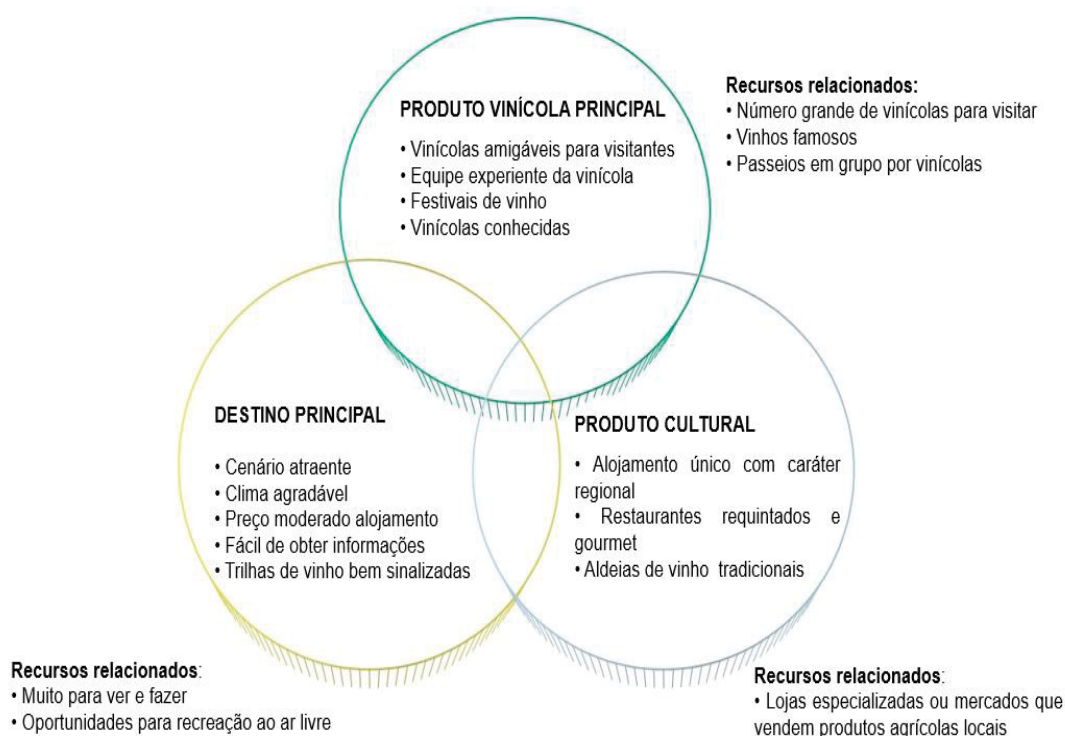 PRODUTO VINÍCOLA PRINCIPAL
• Vinícolas amigáveis para visitantes
• Equipe experiente da vinícola
• Festivais de vinho
• Vinícolas conhecidas
Recursos relacionados:
• Número grande de vinícolas para visitar
• Vinhos famosos
• Passeios em grupo por vinícolas
DESTINO PRINCIPAL
• Cenário atraente
• Clima agradável
• Preço moderado alojamento
• Fácil de obter informações
• Trilhas de vinho bem sinalizadas
PRODUTO CULTURAL
• Alojamento único com caráter
regional
• Restaurantes requintados e
gourmet
• Aldeias de vinho tradicionais
Recursos relacionados:
• Muito para ver e fazer
• Oportunidades para recreação ao ar livre
Recursos relacionados:
• Lojas especializadas ou mercados que
vendem produtos agrícolas locais